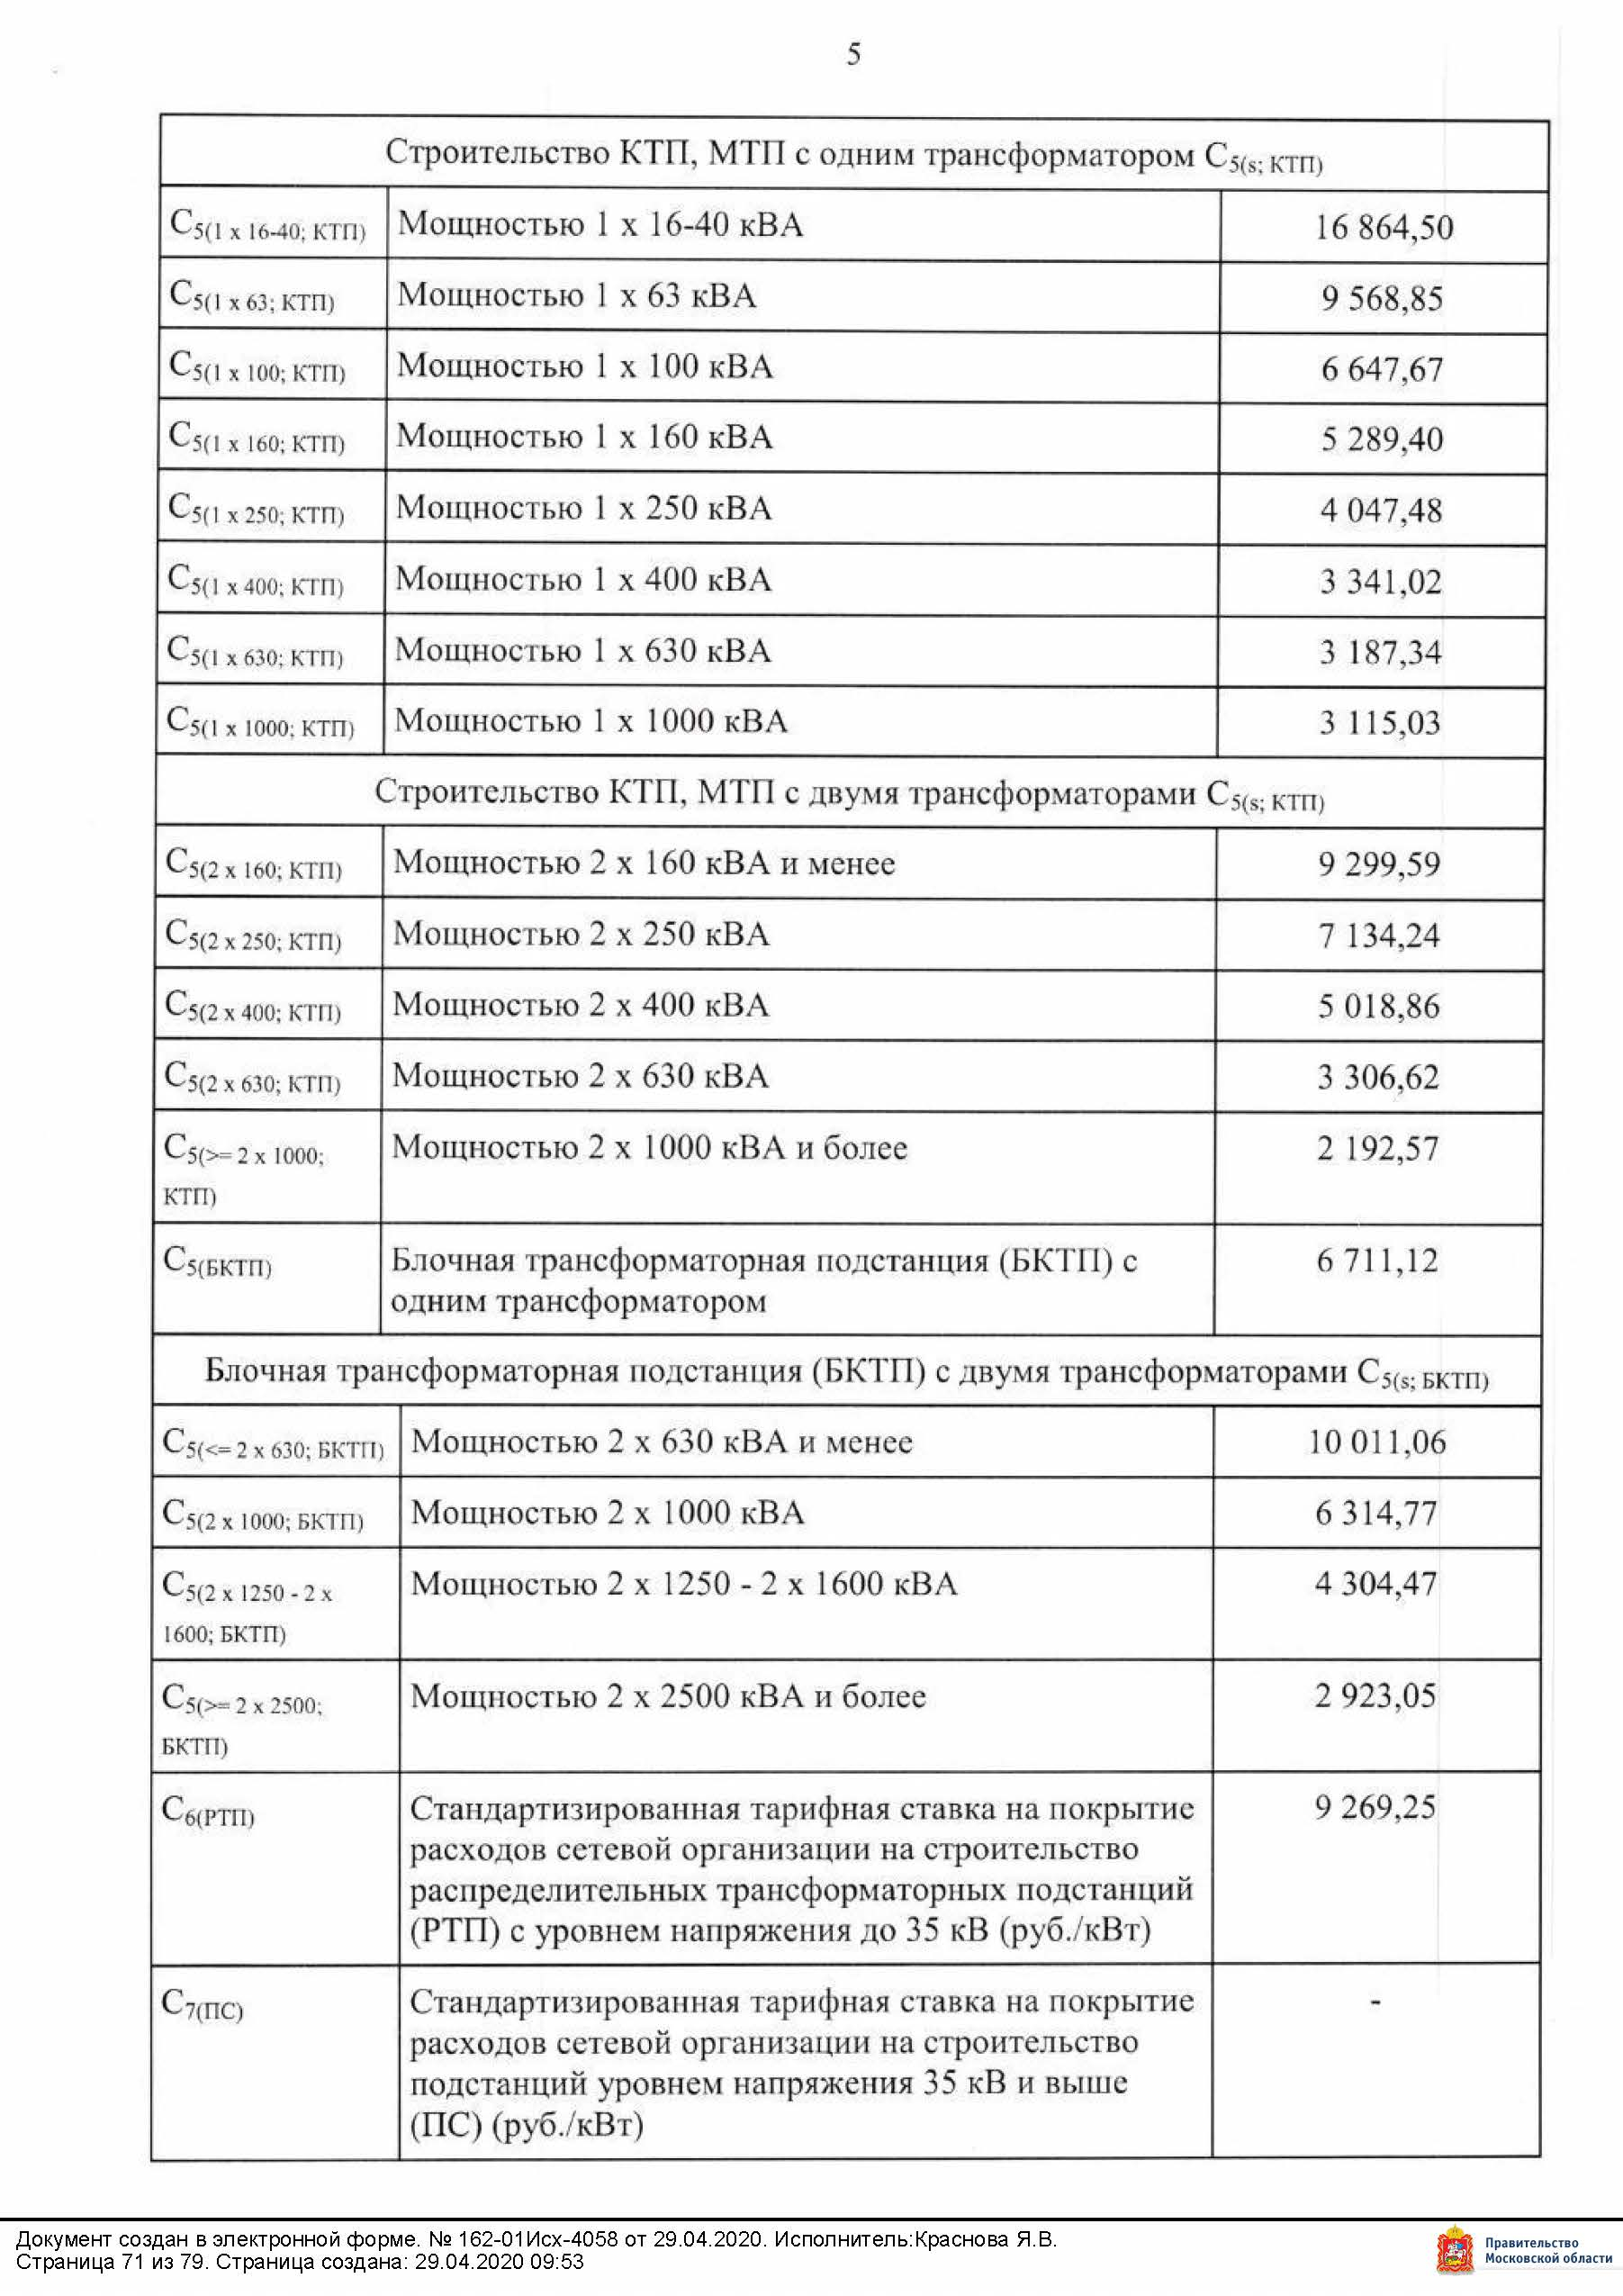 5
Строительство КТП, МТП с одним трансформатором C5(s; КТП)
C5(1 x 16-40; КТП) Мощностью 1 x 16-40 кВА 16 864,50
C5(1 x 63; КТП) Мощностью 1 x 63 кВА 9 568,85
C5(1 x 100; КТП) Мощностью 1 x 100 кВА 6 647,67
C5(1 x 160; КТП) Мощностью 1 x 160 кВА 5 289,40
C5(1 x 250; КТП) Мощностью 1 x 250 кВА 4 047,48
C5(1 x 400; КТП) Мощностью 1 x 400 кВА 3 341,02
C5(1 x 630; КТП) Мощностью 1 x 630 кВА 3 187,34
C5(1 x 1000; КТП) Мощностью 1 x 1000 кВА 3 115,03
Строительство КТП, МТП с двумя трансформаторами C5(s; КТП)
C5(2 x 160; КТП) Мощностью 2 x 160 кВА и менее 9 299,59
C5(2 x 250; КТП) Мощностью 2 x 250 кВА 7 134,24
C5(2 x 400; КТП) Мощностью 2 x 400 кВА 5 018,86
C5(2 x 630; КТП) Мощностью 2 x 630 кВА 3 306,62
C5(>= 2 x 1000; Мощностью 2 x 1000 кВА и более 2 192,57
КТП)
C5(БКТП) Блочная трансформаторная подстанция (БКТП) с 6 711,12
одним трансформатором
Блочная трансформаторная подстанция (БКТП) с двумя трансформаторами C5(s; БКТП)
C5(<= 2 x 630; БКТП) Мощностью 2 x 630 кВА и менее 10 011,06
C5(2 x 1000; БКТП) Мощностью 2 x 1000 кВА 6 314,77
C5(2 x 1250 - 2 x Мощностью 2 x 1250 - 2 x 1600 кВА 4 304,47
1600; БКТП)
C5(>= 2 x 2500; Мощностью 2 x 2500 кВА и более 2 923,05
БКТП)
C6(РТП) Стандартизированная тарифная ставка на покрытие 9 269,25
расходов сетевой организации на строительство
распределительных трансформаторных подстанций
(РТП) с уровнем напряжения до 35 кВ (руб./кВт)
C7(ПС) Стандартизированная тарифная ставка на покрытие -
расходов сетевой организации на строительство
подстанций уровнем напряжения 35 кВ и выше
(ПС) (руб./кВт)
Документ создан в электронной форме. № 162-01Исх-4058 от 29.04.2020. Исполнитель:Краснова Я.В.
Страница 71 из 79. Страница создана: 29.04.2020 09:53
Правительство
Московской области